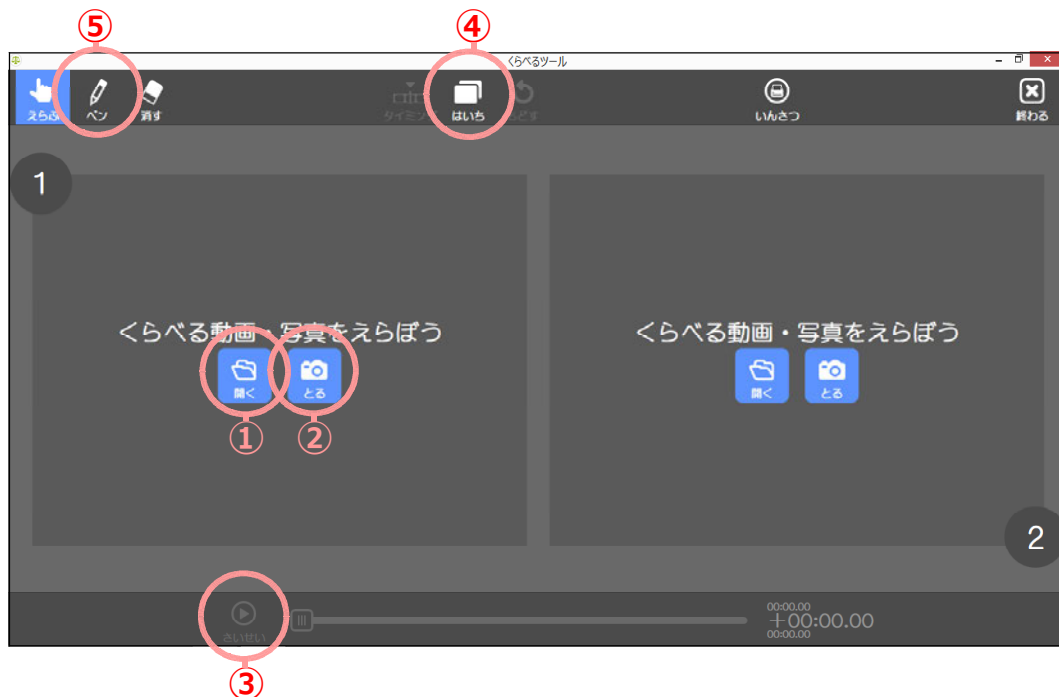 ⑤ ④
くらべるツール
えらぶ ペン 消す タイミング はいち もどす いんさつ 終わる
1
くらべる動画・写真をえらぼう
開く とる
① ②
くらべる動画・写真をえらぼう
開く とる
2
さいせい
00:00.00
+00:00.00
00:00.00
③